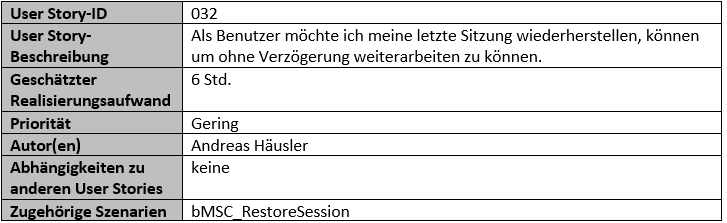 User Story-ID 032
User Story- Als Benutzer möchte ich meine letzte Sitzung wiederherstellen, können
Beschreibung um ohne Verzögerung weiterarbeiten zu können.
Geschätzter 6 Std.
Realisierungsaufwand
Priorität Gering
Autor(en) Andreas Häusler
Abhängigkeiten zu keine
anderen User Stories
Zugehörige Szenarien bMSC_RestoreSession